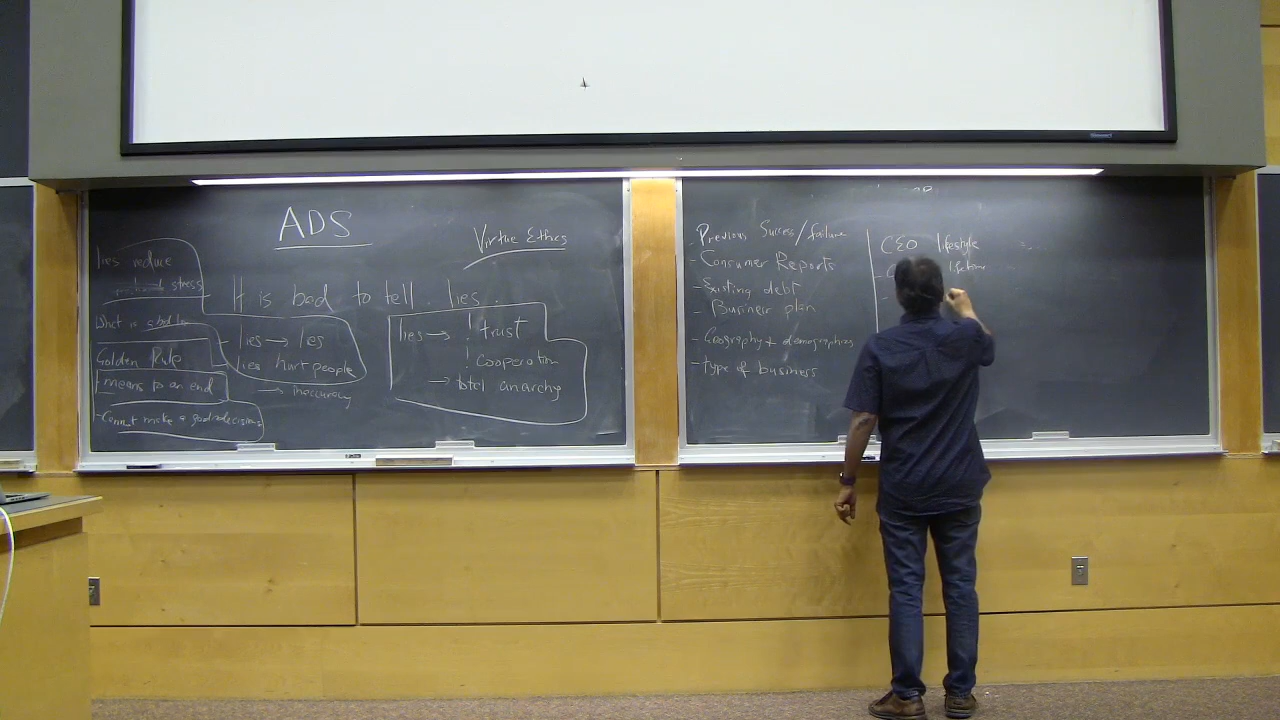 ADS
Virtue Ethics
lies reduce
stress
It is bad to tell lies.
What is
Golden Rule
means to an end
- Cannot make a good decisions
- lies → lies
lies hurt people
→ inaccuracy
lies → ! trust
! cooperation
→ total anarchy
- Previous Success/failure
- Consumer Reports
- Existing debt
- Business plan
- Geography + demographics
- type of business
CEO lifestyle